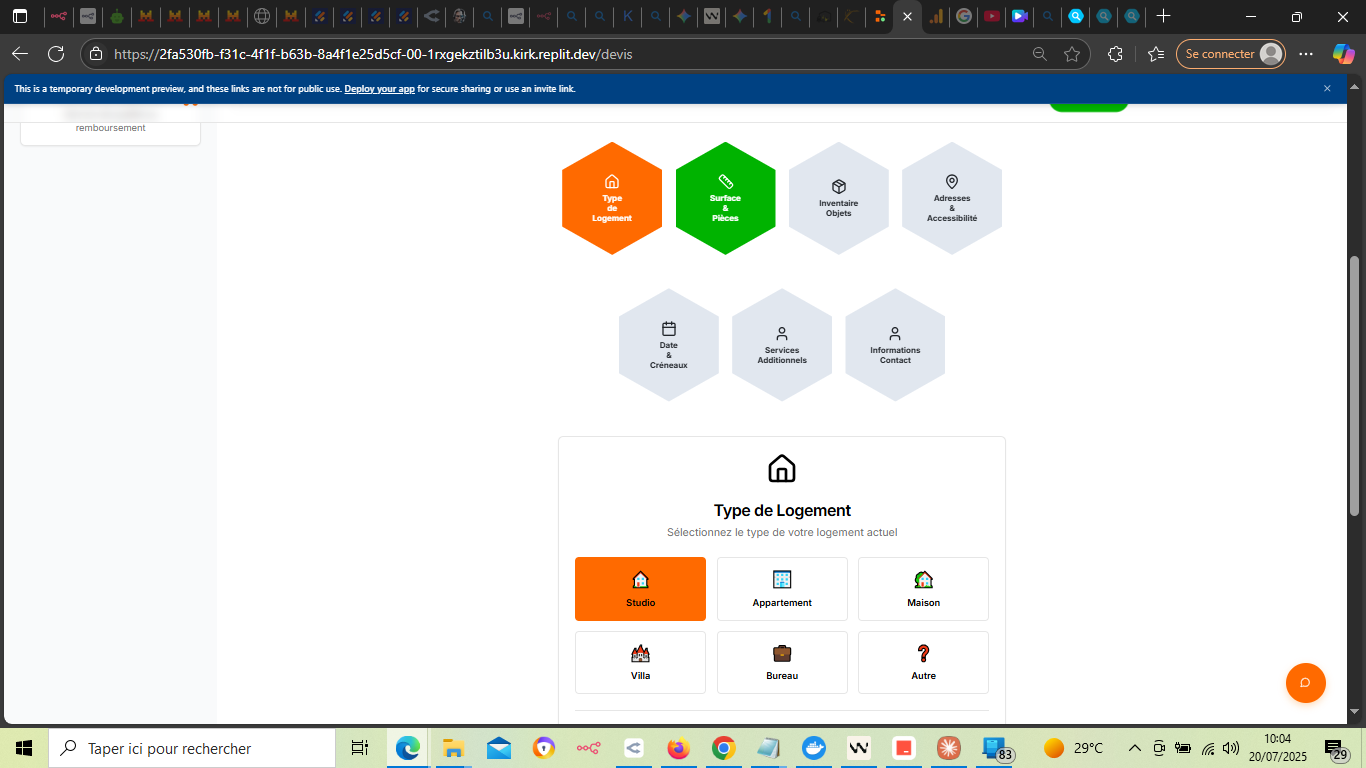 https://2fa530fb-f31c-4f1f-b63b-8a4f1e25d5cf-00-1rxgekztilb3u.kirk.replit.dev/devis
Se connecter
This is a temporary development preview, and these links are not for public use. Deploy your app for secure sharing or use an invite link.
remboursement
Type
de
Logement
Surface
&
Pièces
Inventaire
Objets
Adresses
&
Accessibilité
Date
&
Créneaux
Services
Additionnels
Informations
Contact
Type de Logement
Sélectionnez le type de votre logement actuel
Studio
Appartement
Maison
Villa
Bureau
Autre
Taper ici pour rechercher
83
29°C
10:04
20/07/2025
29